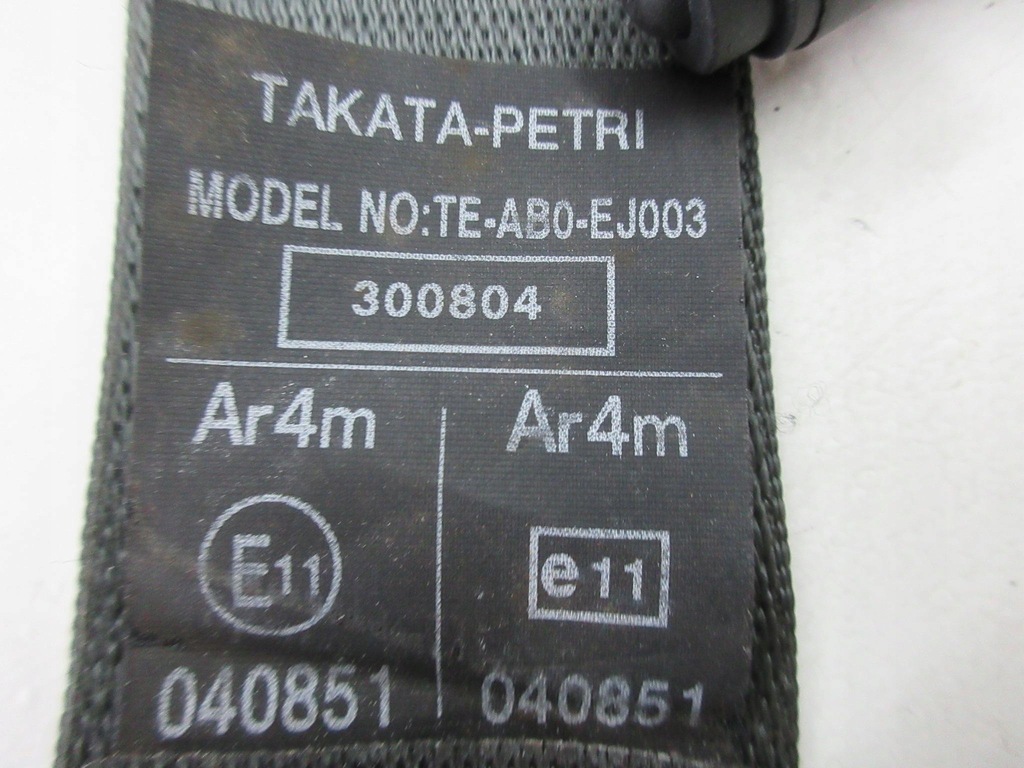 TAKATA-PETRI
MODEL NO:TE-AB0-EJ003
300804
Ar4m Ar4m
E11 e11
040851 040851